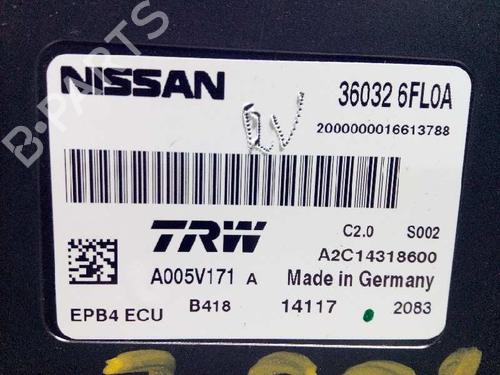 NISSAN
36032 6FL0A
2000000016613788
RV
TRW
C2.0 S002
A2C14318600
A005V171 A
Made in Germany
EPB4 ECU
B418
14117
2083
B-PARTS